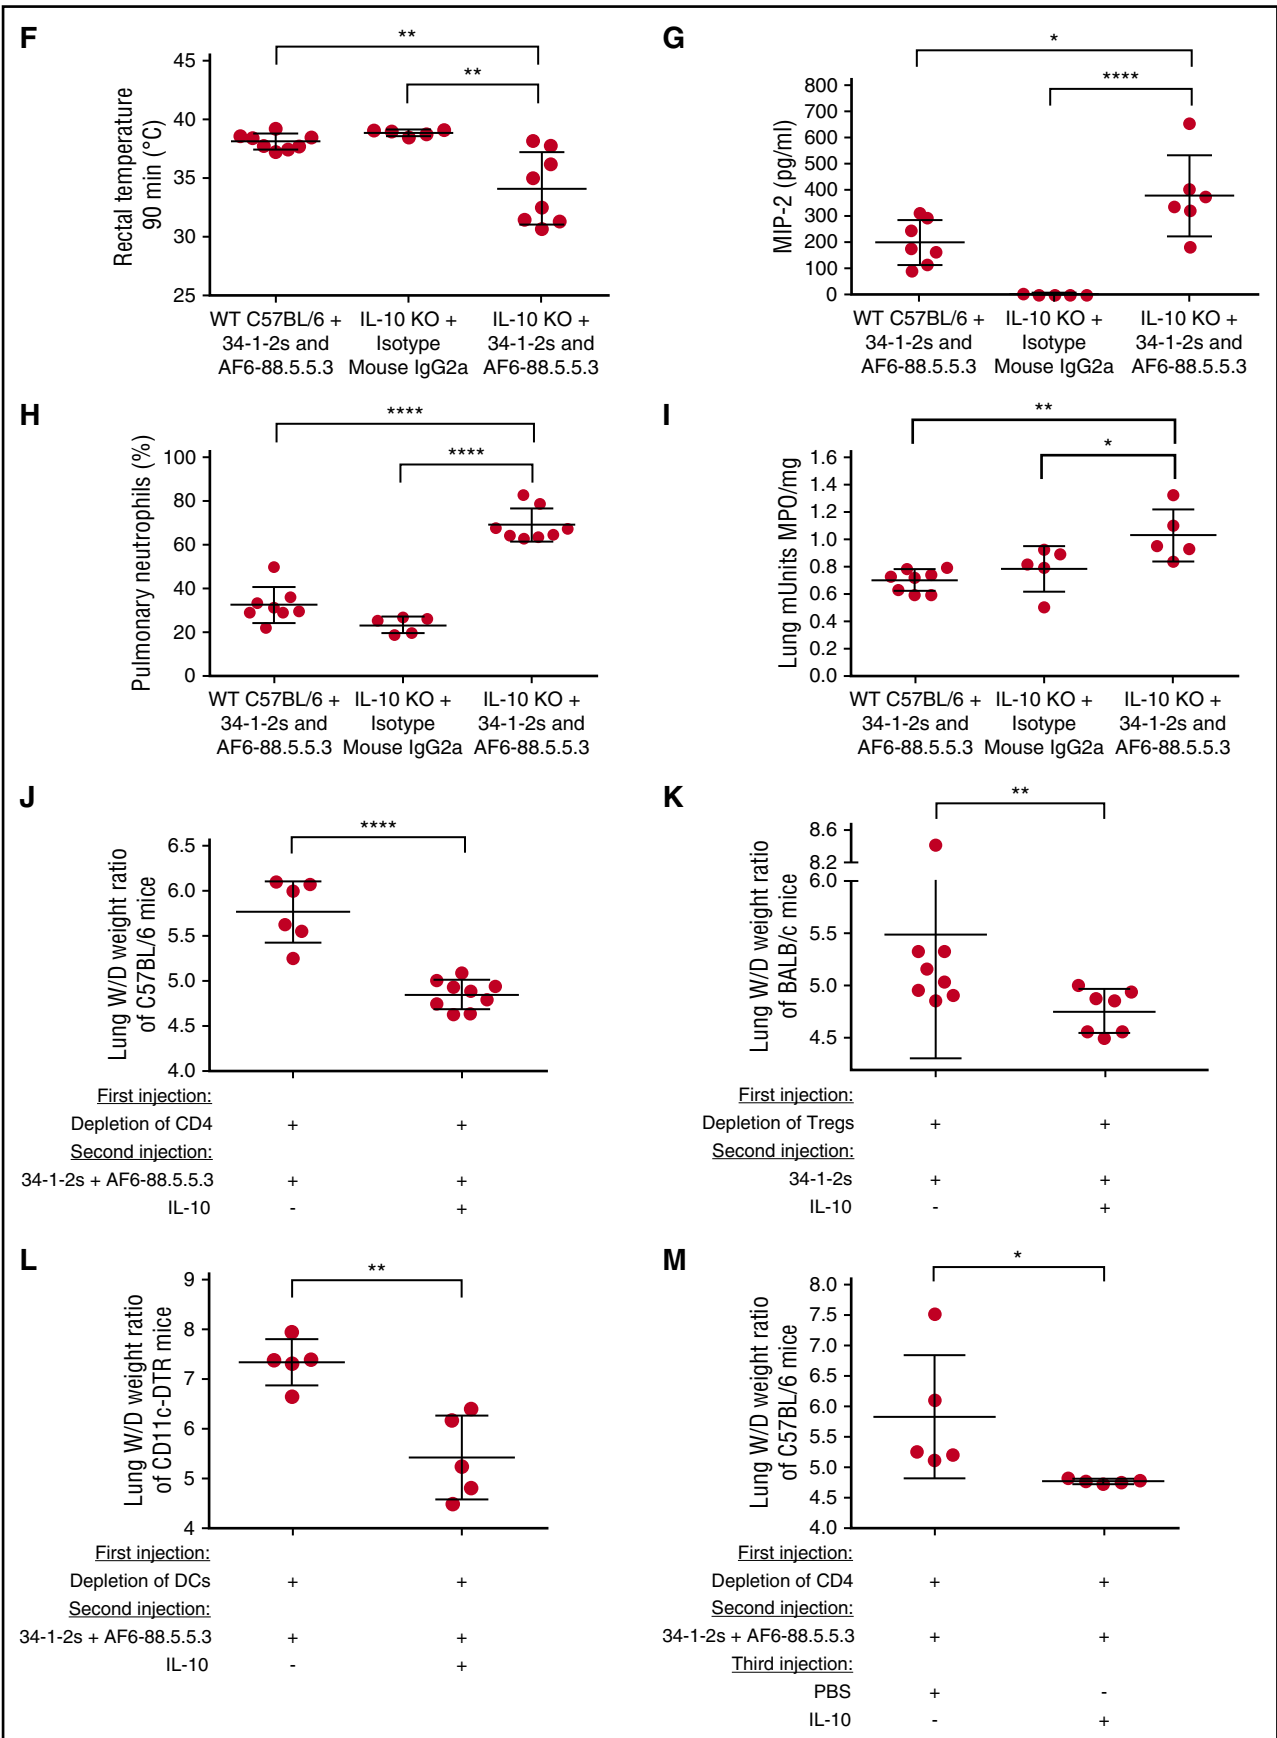 F
**
**
Rectal temperature
90 min (°C)
45
40
35
30
25
WT C57BL/6 +
34-1-2s and
AF6-88.5.5.3
IL-10 KO +
Isotype
Mouse IgG2a
IL-10 KO +
34-1-2s and
AF6-88.5.5.3
G
*
****
MIP-2 (pg/ml)
800
700
600
500
400
300
200
100
0
WT C57BL/6 +
34-1-2s and
AF6-88.5.5.3
IL-10 KO +
Isotype
Mouse IgG2a
IL-10 KO +
34-1-2s and
AF6-88.5.5.3
H
****
****
Pulmonary neutrophils (%)
100
80
60
40
20
0
WT C57BL/6 +
34-1-2s and
AF6-88.5.5.3
IL-10 KO +
Isotype
Mouse IgG2a
IL-10 KO +
34-1-2s and
AF6-88.5.5.3
I
**
*
Lung mUnits MPO/mg
1.6
1.4
1.2
1.0
0.8
0.6
0.4
0.2
0.0
WT C57BL/6 +
34-1-2s and
AF6-88.5.5.3
IL-10 KO +
Isotype
Mouse IgG2a
IL-10 KO +
34-1-2s and
AF6-88.5.5.3
J
****
Lung W/D weight ratio
of C57BL/6 mice
6.5
6.0
5.5
5.0
4.5
4.0
First injection:
Depletion of CD4 + +
Second injection:
34-1-2s + AF6-88.5.5.3 + +
IL-10 - +
K
**
Lung W/D weight ratio
of BALB/c mice
8.6
8.2
6.0
5.5
5.0
4.5
First injection:
Depletion of Tregs + +
Second injection:
34-1-2s + +
IL-10 - +
L
**
Lung W/D weight ratio
of CD11c-DTR mice
9
8
7
6
5
4
First injection:
Depletion of DCs + +
Second injection:
34-1-2s + AF6-88.5.5.3 + +
IL-10 - +
M
*
Lung W/D weight ratio
of C57BL/6 mice
8.0
7.5
7.0
6.5
6.0
5.5
5.0
4.5
4.0
First injection:
Depletion of CD4 + +
Second injection:
34-1-2s + AF6-88.5.5.3 + +
Third injection:
PBS + -
IL-10 - +